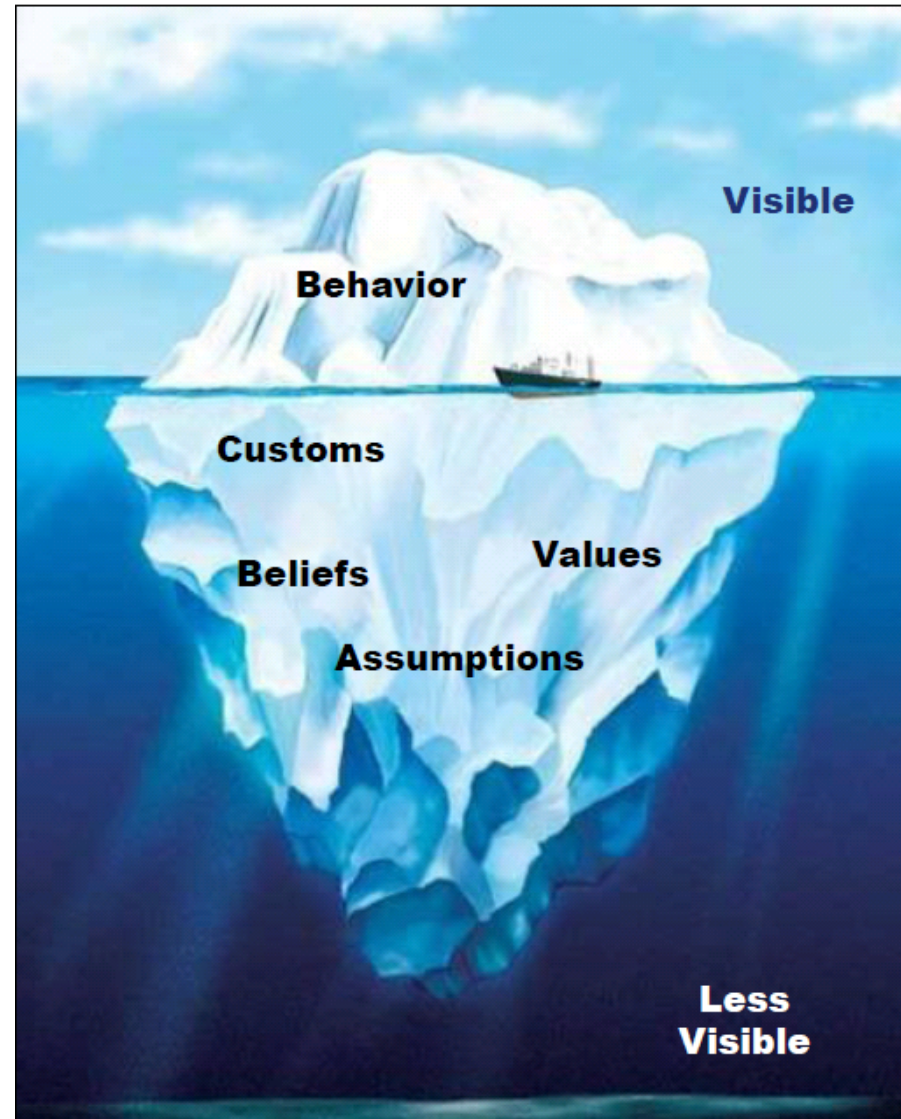 Visible
Behavior
Customs
Values
Beliefs
Assumptions
Less
Visible